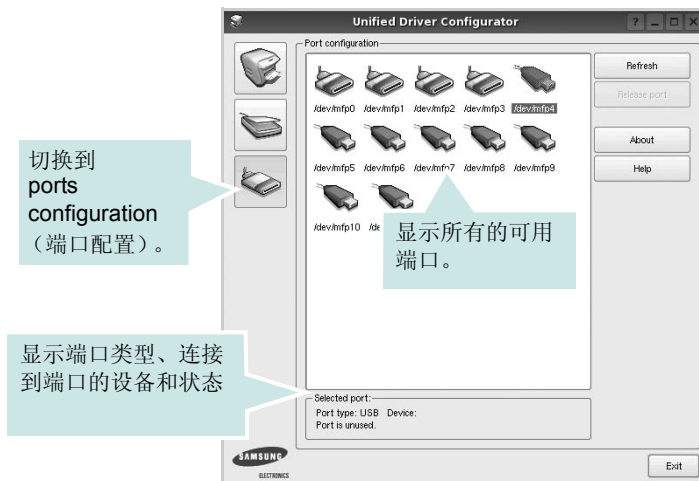 Unified Driver Configurator
Port configuration
/dev/mfp0 /dev/mfp1 /dev/mfp2 /dev/mfp3 /dev/mfp4
/dev/mfp5 /dev/mfp6 /dev/mfp7 /dev/mfp8 /dev/mfp9
/dev/mfp10
Refresh
Release port
About
Help
切换到
ports
configuration
（端口配置）。
显示所有的可用
端口。
显示端口类型、连接
到端口的设备和状态
Selected port:
Port type: USB Device:
Port is unused.
SAMSUNG
ELECTRONICS
Exit